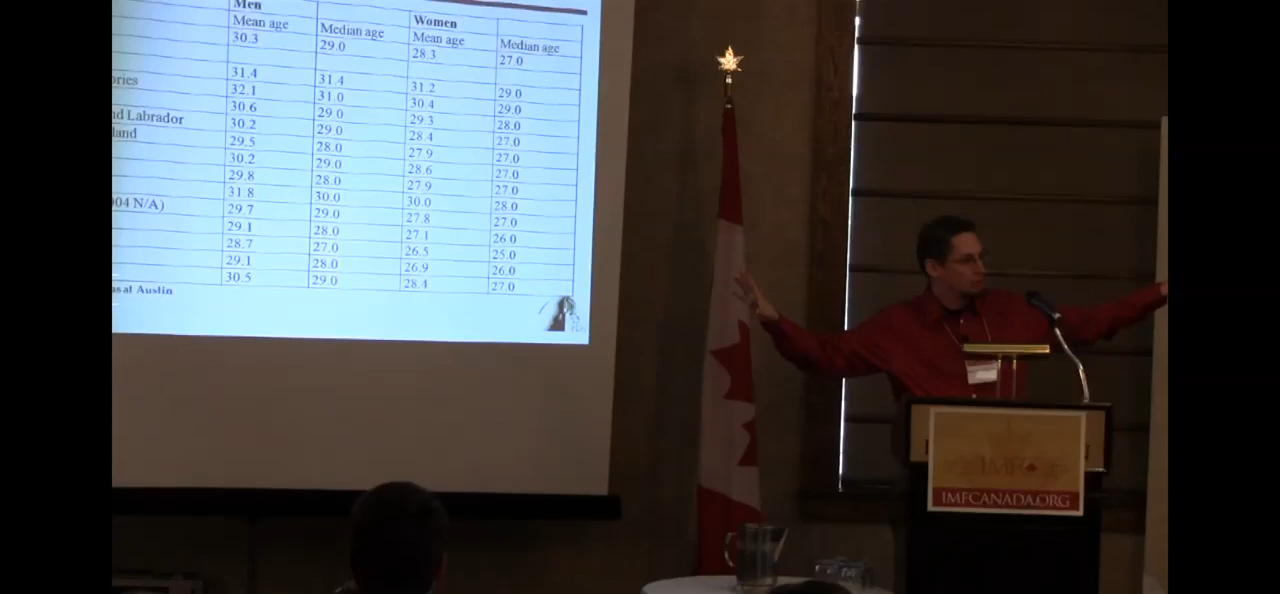 Men Women
Mean age Median age Mean age Median age
30.3 29.0 28.3 27.0
31.4 31.4 31.2 29.0
ories 32.1 31.0 30.4 29.0
30.6 29.0 29.3 28.0
nd Labrador 30.2 29.0 28.4 27.0
land 29.5 28.0 27.9 27.0
30.2 29.0 28.6 27.0
29.8 28.0 27.9 27.0
31.8 30.0 30.0 28.0
004 N/A) 29.7 29.0 27.8 27.0
29.1 28.0 27.1 26.0
28.7 27.0 26.5 25.0
29.1 28.0 26.9 26.0
30.5 29.0 28.4 27.0
as at Austin
IMF
IMFCANADA.ORG